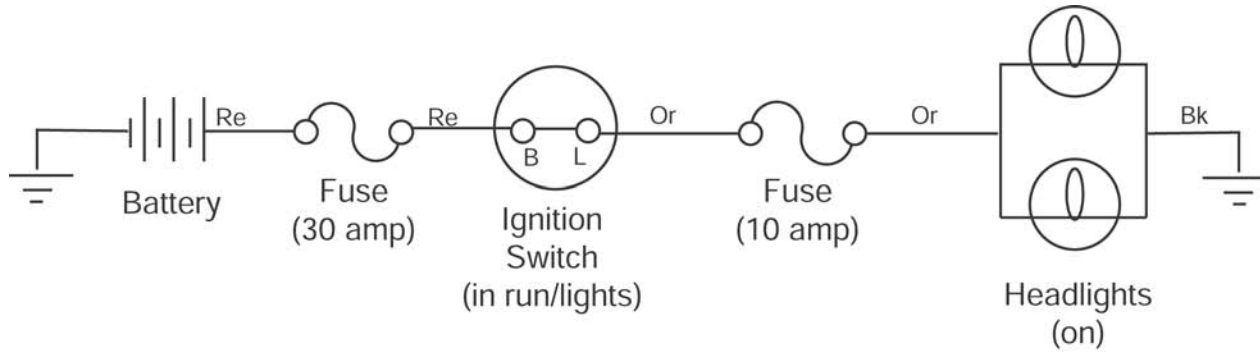 Re
Re
Or
Or
Bk
B L
Battery
Fuse
(30 amp)
Ignition
Switch
(in run/lights)
Fuse
(10 amp)
Headlights
(on)